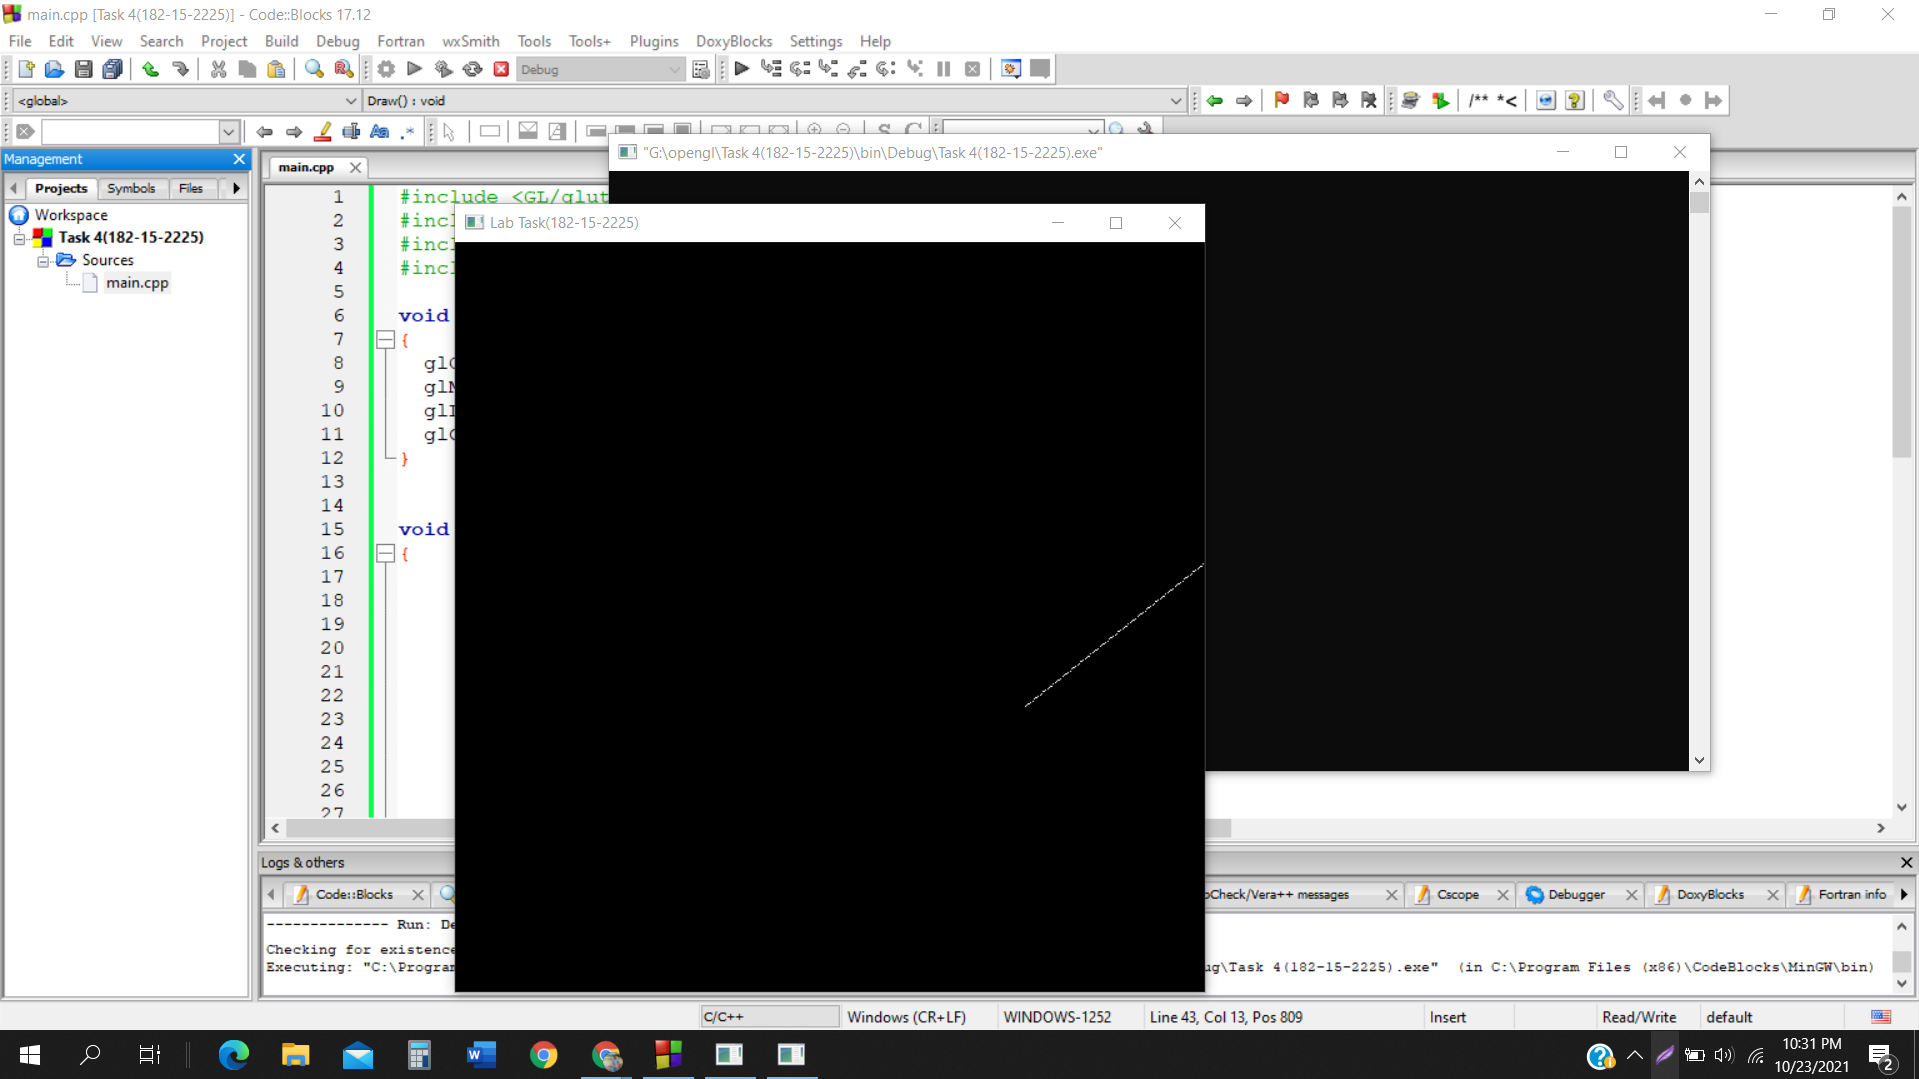 main.cpp [Task 4(182-15-2225)] - Code::Blocks 17.12
File Edit View Search Project Build Debug Fortran wxSmith Tools Tools+ Plugins DoxyBlocks Settings Help
Debug
<global> Draw() : void
/** *<
Management
Projects Symbols Files
Workspace
Task 4(182-15-2225)
Sources
main.cpp
main.cpp
"G:\opengl\Task 4(182-15-2225)\bin\Debug\Task 4(182-15-2225).exe"
Lab Task(182-15-2225)
1 #include <GL/glut
2 #incl
3 #incl
4 #incl
5
6 void
7 {
8 glC
9 glM
10 glI
11 glC
12 }
13
14
15 void
16 {
17
18
19
20
21
22
23
24
25
26
27
Logs & others
Code::Blocks
Check/Vera++ messages
Cscope
Debugger
DoxyBlocks
Fortran info
-------------- Run: De
Checking for existence
Executing: "C:\Program
ug\Task 4(182-15-2225).exe" (in C:\Program Files (x86)\CodeBlocks\MinGW\bin)
C/C++ Windows (CR+LF) WINDOWS-1252 Line 43, Col 13, Pos 809 Insert Read/Write default
10:31 PM
10/23/2021
2